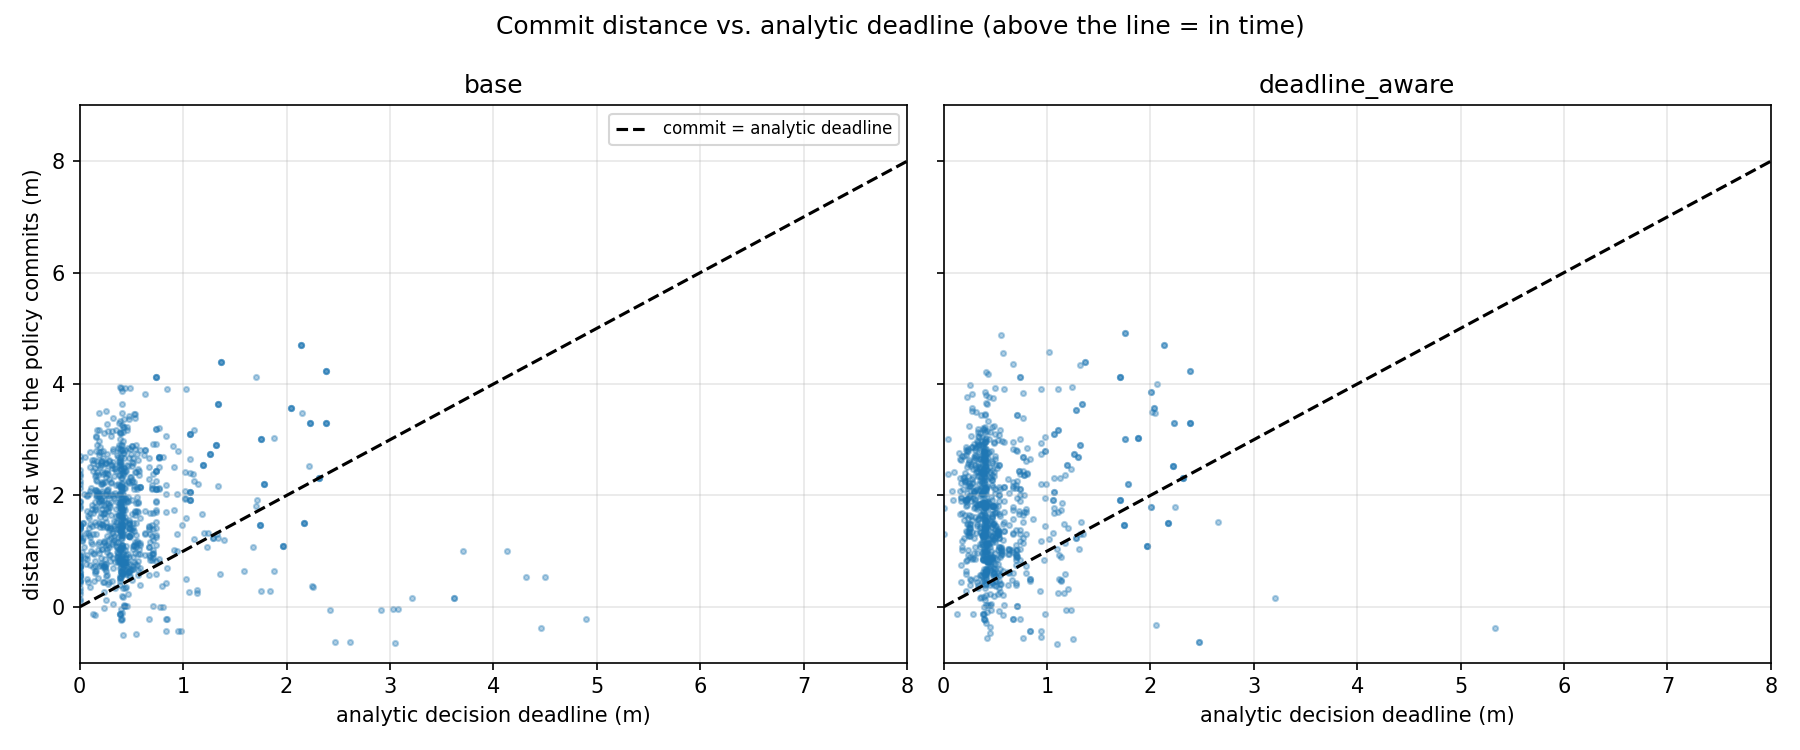 Commit distance vs. analytic deadline (above the line = in time)
base
deadline_aware
commit = analytic deadline
distance at which the policy commits (m)
8
6
4
2
0
0 1 2 3 4 5 6 7 8
0 1 2 3 4 5 6 7 8
analytic decision deadline (m)
analytic decision deadline (m)